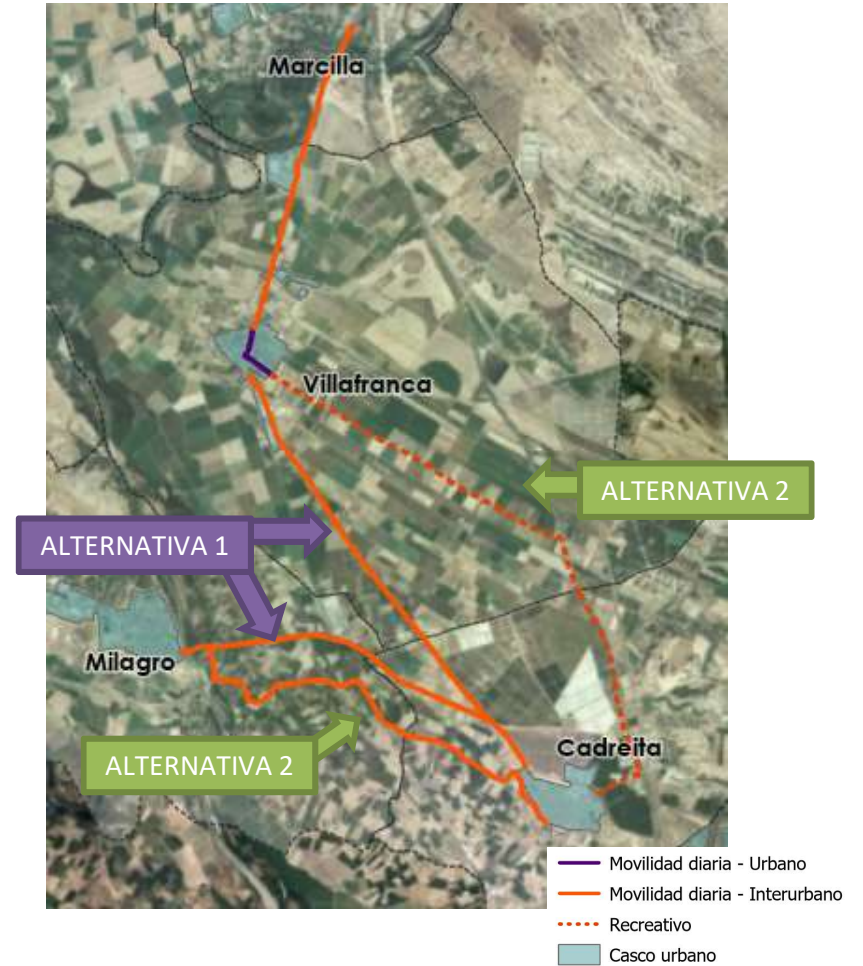 Marcilla
Villafranca
ALTERNATIVA 2
ALTERNATIVA 1
Milagro
Cadreita
ALTERNATIVA 2
Movilidad diaria - Urbano
Movilidad diaria - Interurbano
Recreativo
Casco urbano